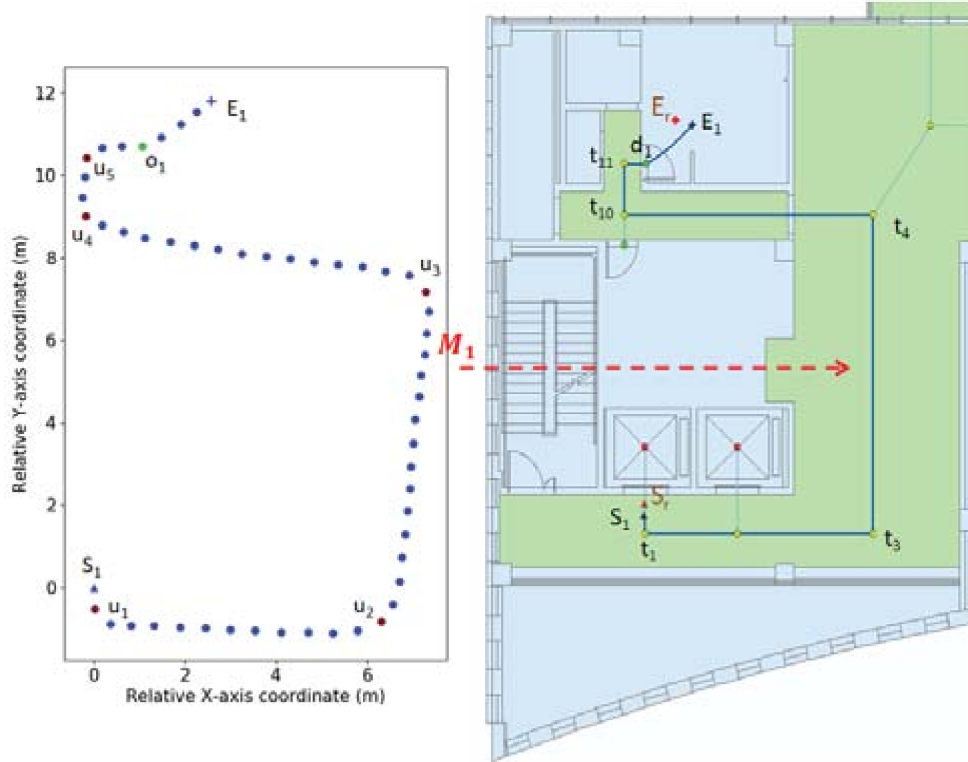 12
10
8
6
4
2
0
0 2 4 6
Relative Y-axis coordinate (m)
Relative X-axis coordinate (m)
E₁
o₁
u₅
u₄
u₃
S₁
u₁
u₂
M₁
Eᵣ
E₁
d₁
t₁₁
t₁₀
t₄
Sᵣ
S₁
t₁
t₃